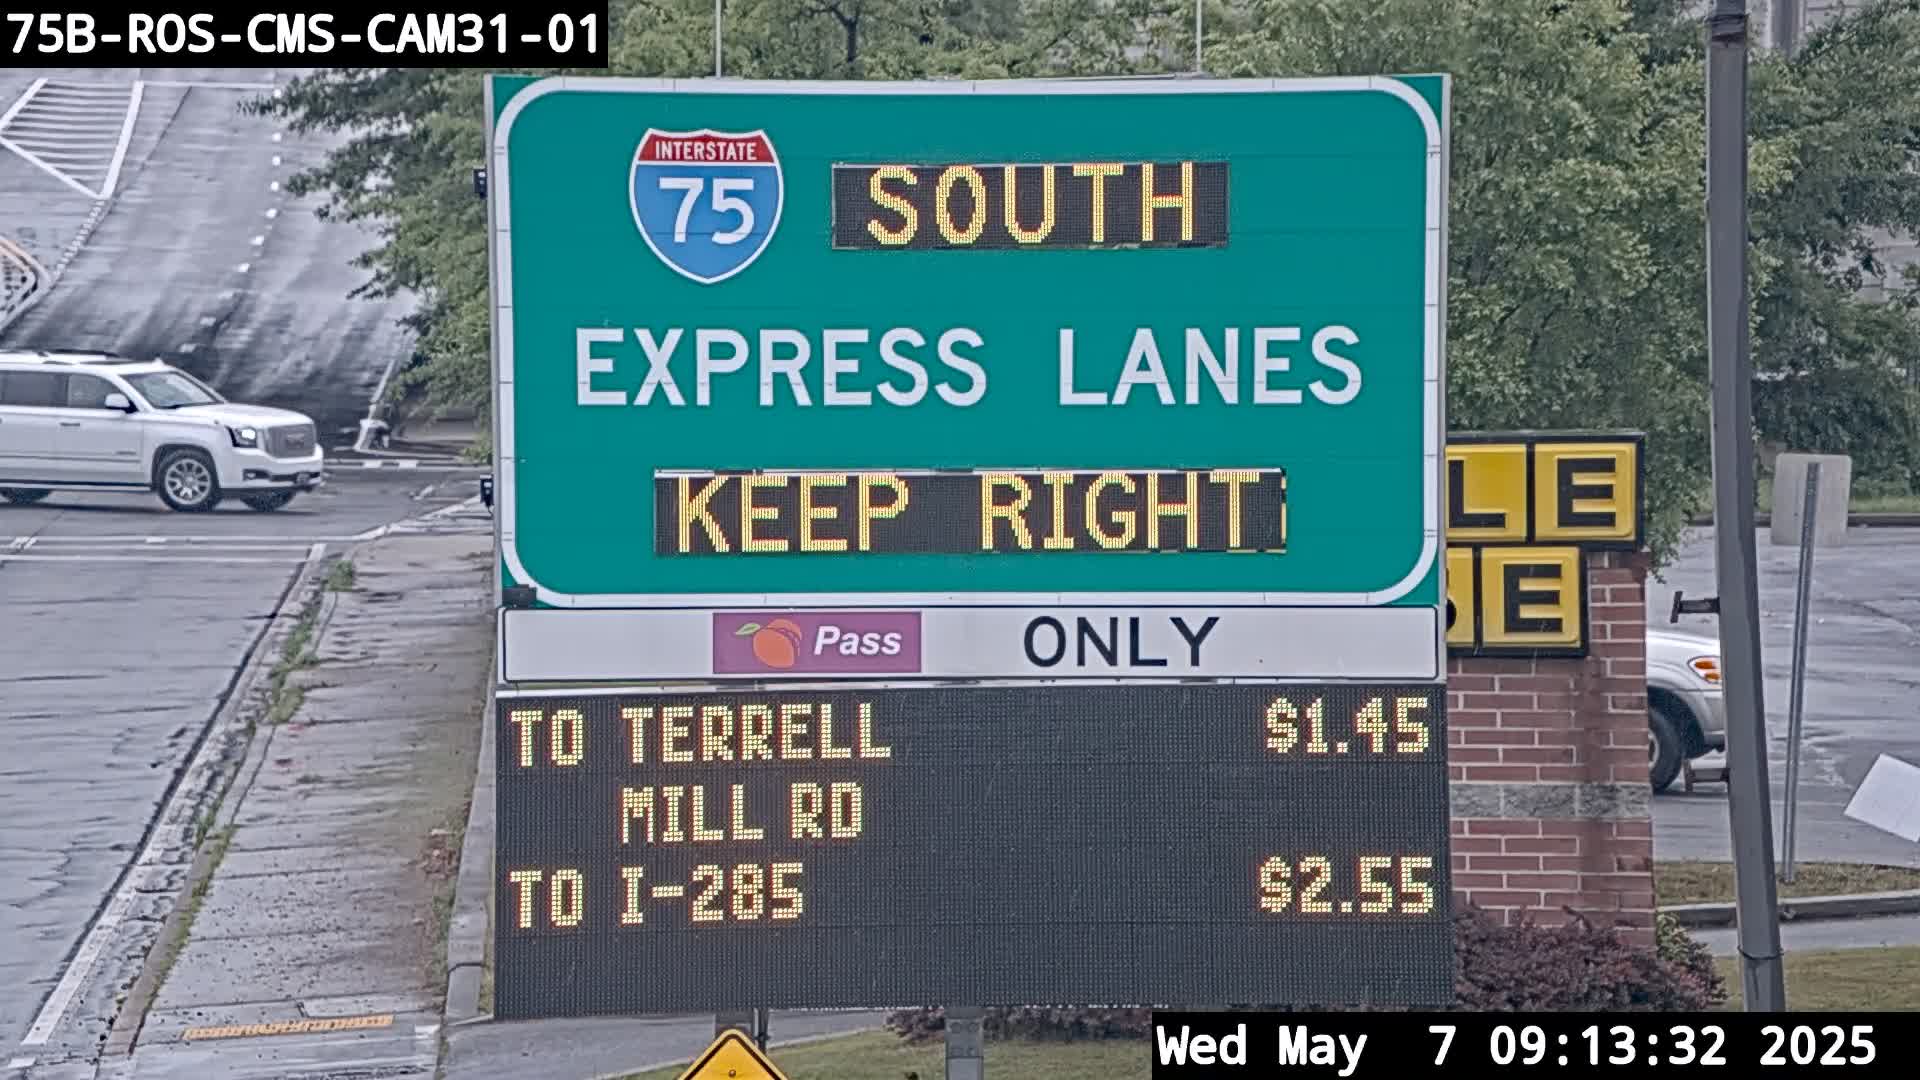 75B-ROS-CMS-CAM31-01
INTERSTATE
75
SOUTH
EXPRESS LANES
KEEP RIGHT
Pass ONLY
TO TERRELL $1.45
MILL RD
TO I-285 $2.55
LE
E
Wed May 7 09:13:32 2025